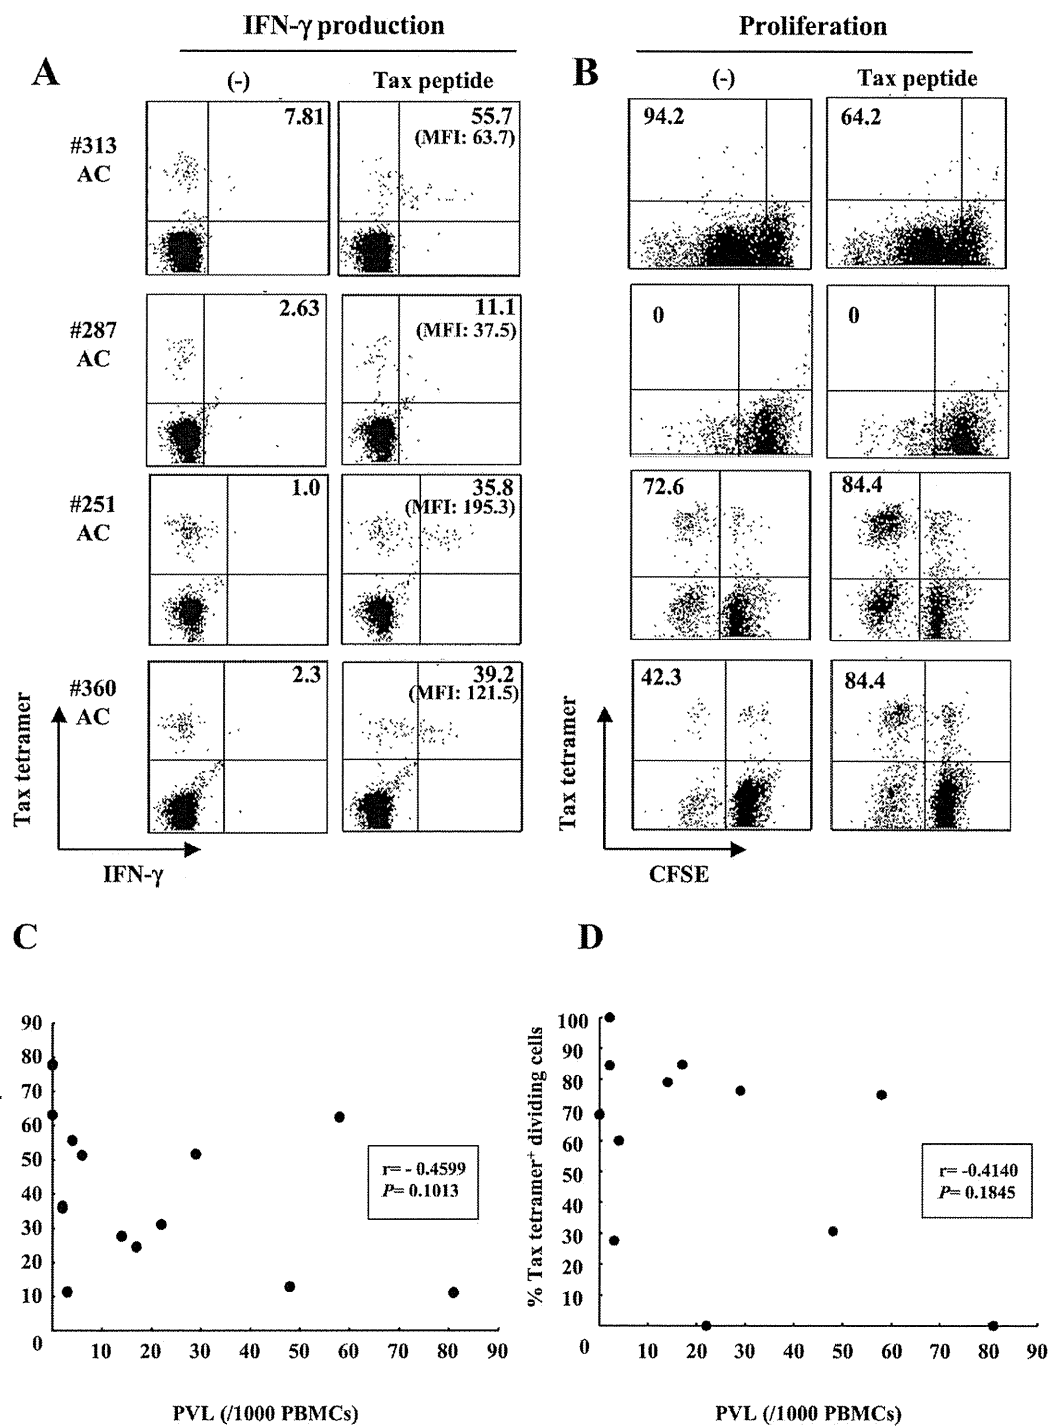 IFN-γ production
Proliferation
A
(-)
Tax peptide
B
(-)
Tax peptide
#313
AC
7.81
55.7
(MFI: 63.7)
94.2
64.2
#287
AC
2.63
11.1
(MFI: 37.5)
0
0
#251
AC
1.0
35.8
(MFI: 195.3)
72.6
84.4
#360
AC
2.3
39.2
(MFI: 121.5)
42.3
84.4
Tax tetramer
IFN-γ
Tax tetramer
CFSE
C
90
80
70
60
50
40
30
20
10
0
10 20 30 40 50 60 70 80 90
r= - 0.4599
P= 0.1013
PVL (/1000 PBMCs)
D
% Tax tetramer+ dividing cells
100
90
80
70
60
50
40
30
20
10
0
10 20 30 40 50 60 70 80 90
r= -0.4140
P= 0.1845
PVL (/1000 PBMCs)